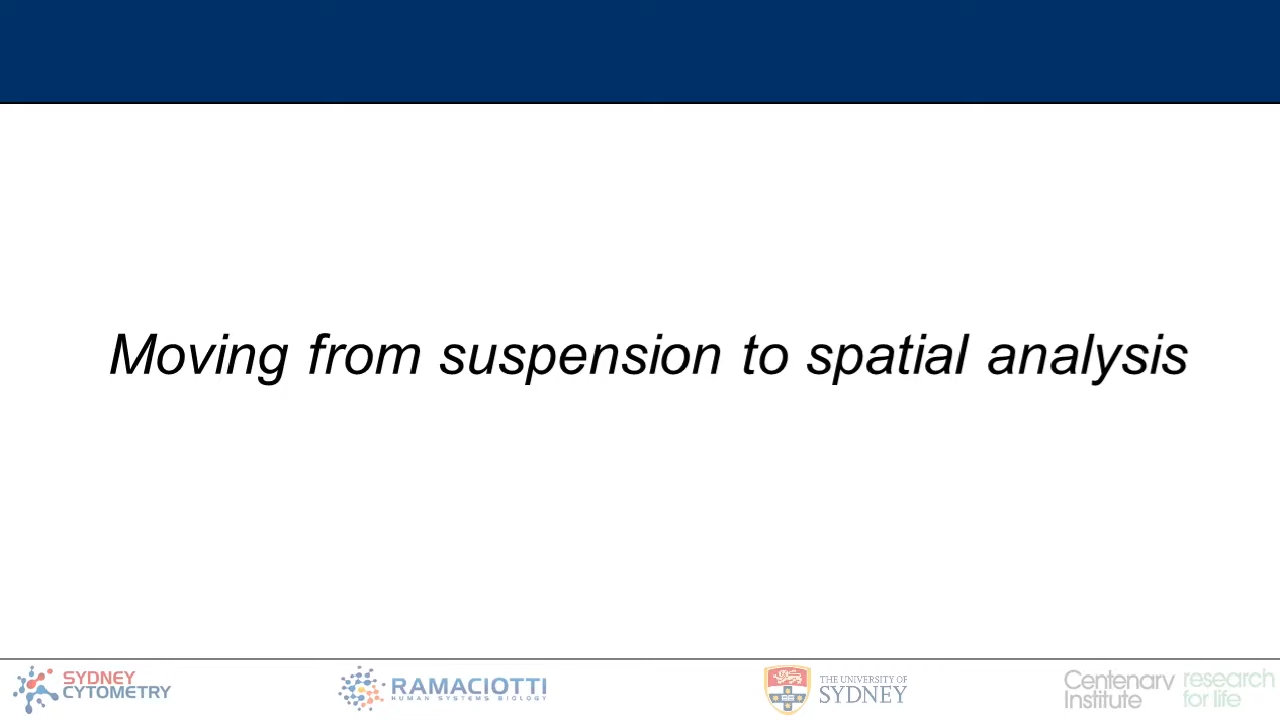 Moving from suspension to spatial analysis
SYDNEY
CYTOMETRY
RAMACIOTTI
HUMAN SYSTEMS BIOLOGY
THE UNIVERSITY OF
SYDNEY
Centenary
Institute
research
for life